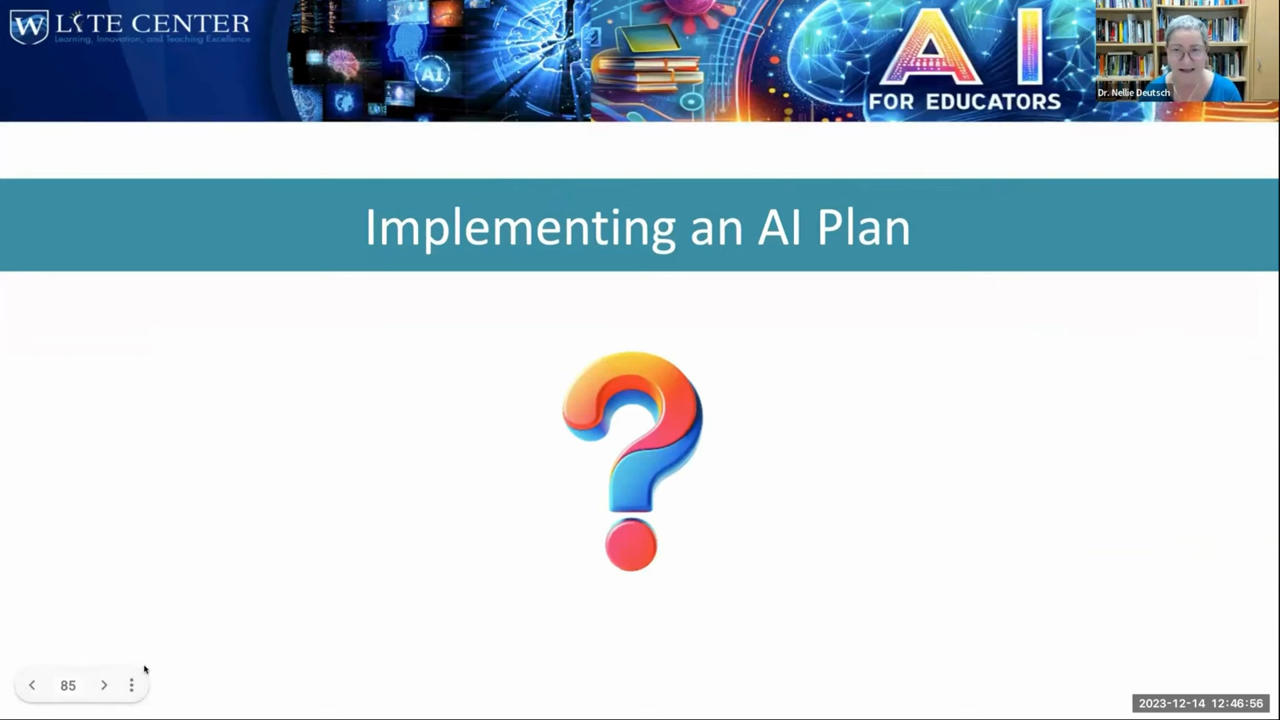 W LITE CENTER
Learning, Innovation, and Teaching Excellence
AI
AI
FOR EDUCATORS
Dr. Nellie Deutsch
Implementing an AI Plan
?
85
2023-12-14 12:46:56